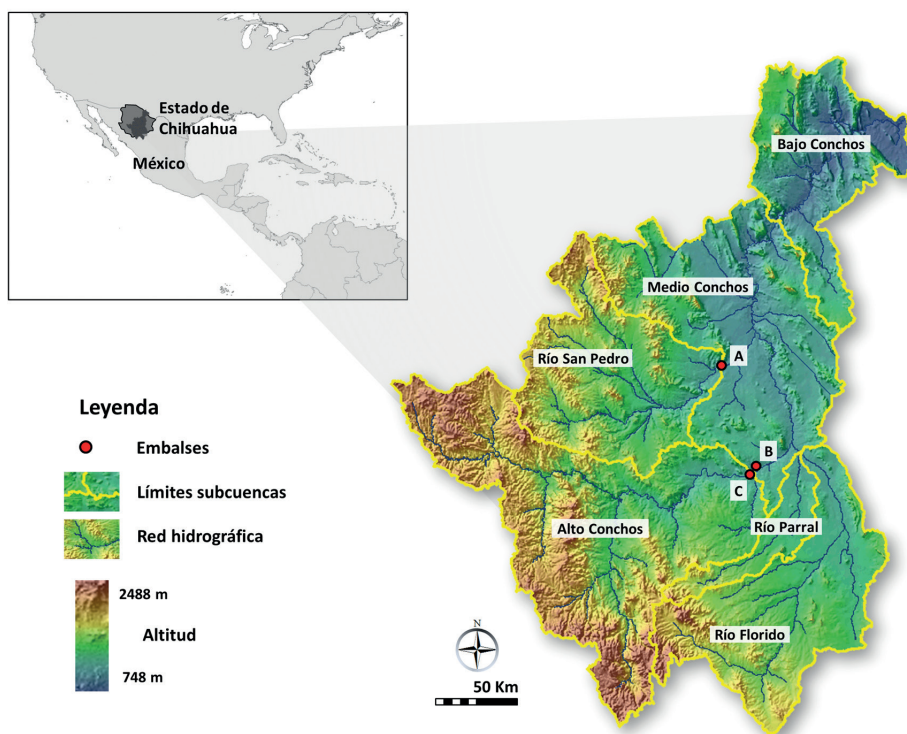 Estado de
Chihuahua
México
Bajo Conchos
Medio Conchos
Río San Pedro
A
B
C
Alto Conchos
Río Parral
Río Florido
Leyenda
Embalses
Límites subcuencas
Red hidrográfica
2488 m
Altitud
748 m
N
50 Km